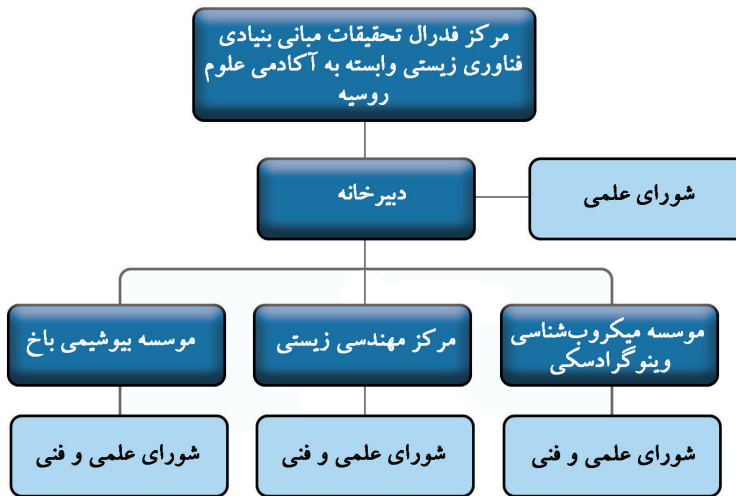 مرکز فدرال تحقیقات مبانی بنیادی
فناوری زیستی وابسته به آکادمی علوم
روسیه
دبیرخانه
شورای علمی
موسسه میکروب‌شناسی
وینوگرادسکی
مرکز مهندسی زیستی
موسسه بیوشیمی باخ
شورای علمی و فنی
شورای علمی و فنی
شورای علمی و فنی